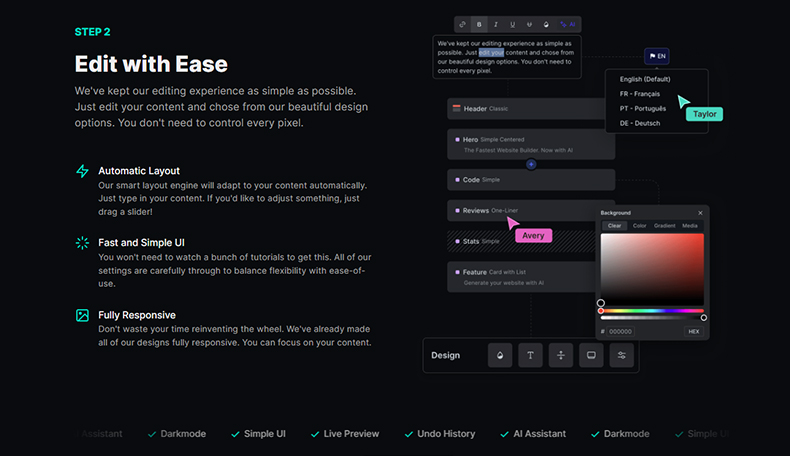 STEP 2
Edit with Ease
We've kept our editing experience as simple as possible.
Just edit your content and chose from our beautiful design
options. You don't need to control every pixel.
Automatic Layout
Our smart layout engine will adapt to your content automatically.
Just type in your content. If you'd like to adjust something, just
drag a slider!
Fast and Simple UI
You won't need to watch a bunch of tutorials to get this. All of our
settings are carefully through to balance flexibility with ease-of-
use.
Fully Responsive
Don't waste your time reinventing the wheel. We've already made
all of our designs fully responsive. You can focus on your content.
B I U S AI
We've kept our editing experience as simple as
possible. Just edit your content and chose from
our beautiful design options. You don't need to
control every pixel.
EN
English (Default)
FR - Français
PT - Português
DE - Deutsch
Taylor
Header Classic
Hero Simple Centered
The Fastest Website Builder. Now with AI
Code Simple
Reviews One-Liner
Avery
Stats Simple
Feature Card with List
Generate your website with AI
Background
Clear Color Gradient Media
# 000000 HEX
Design T
Assistant Darkmode Simple UI Live Preview Undo History AI Assistant Darkmode Simple UI